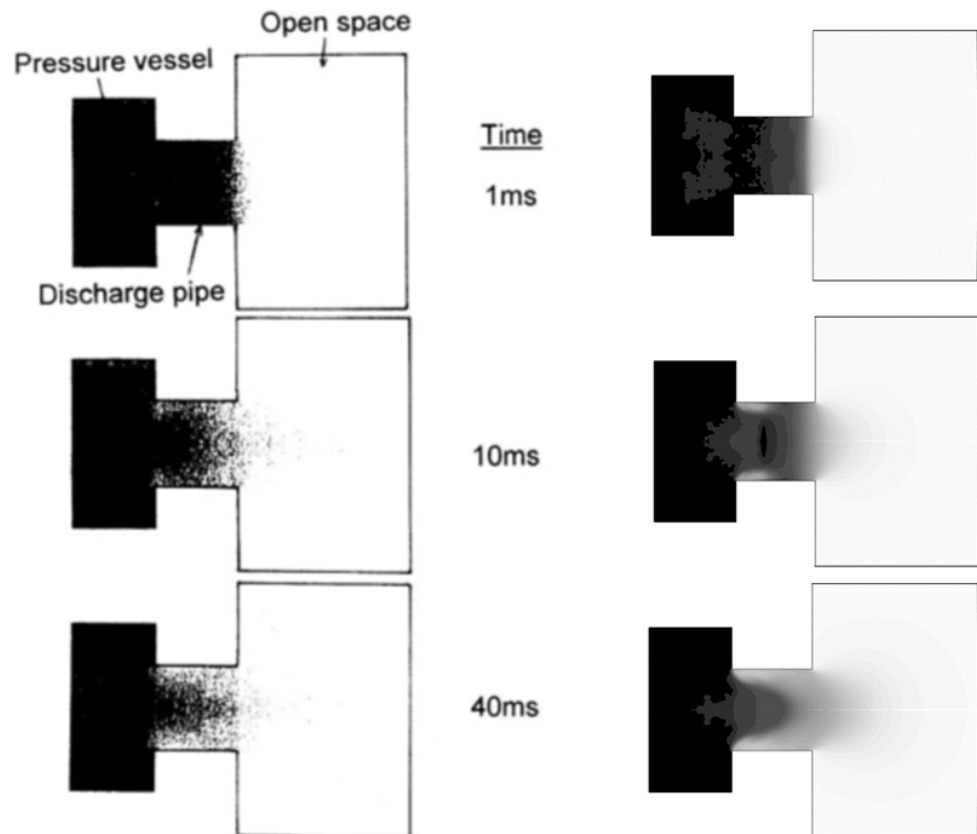 Open space
Pressure vessel
Time
1ms
Discharge pipe
10ms
40ms